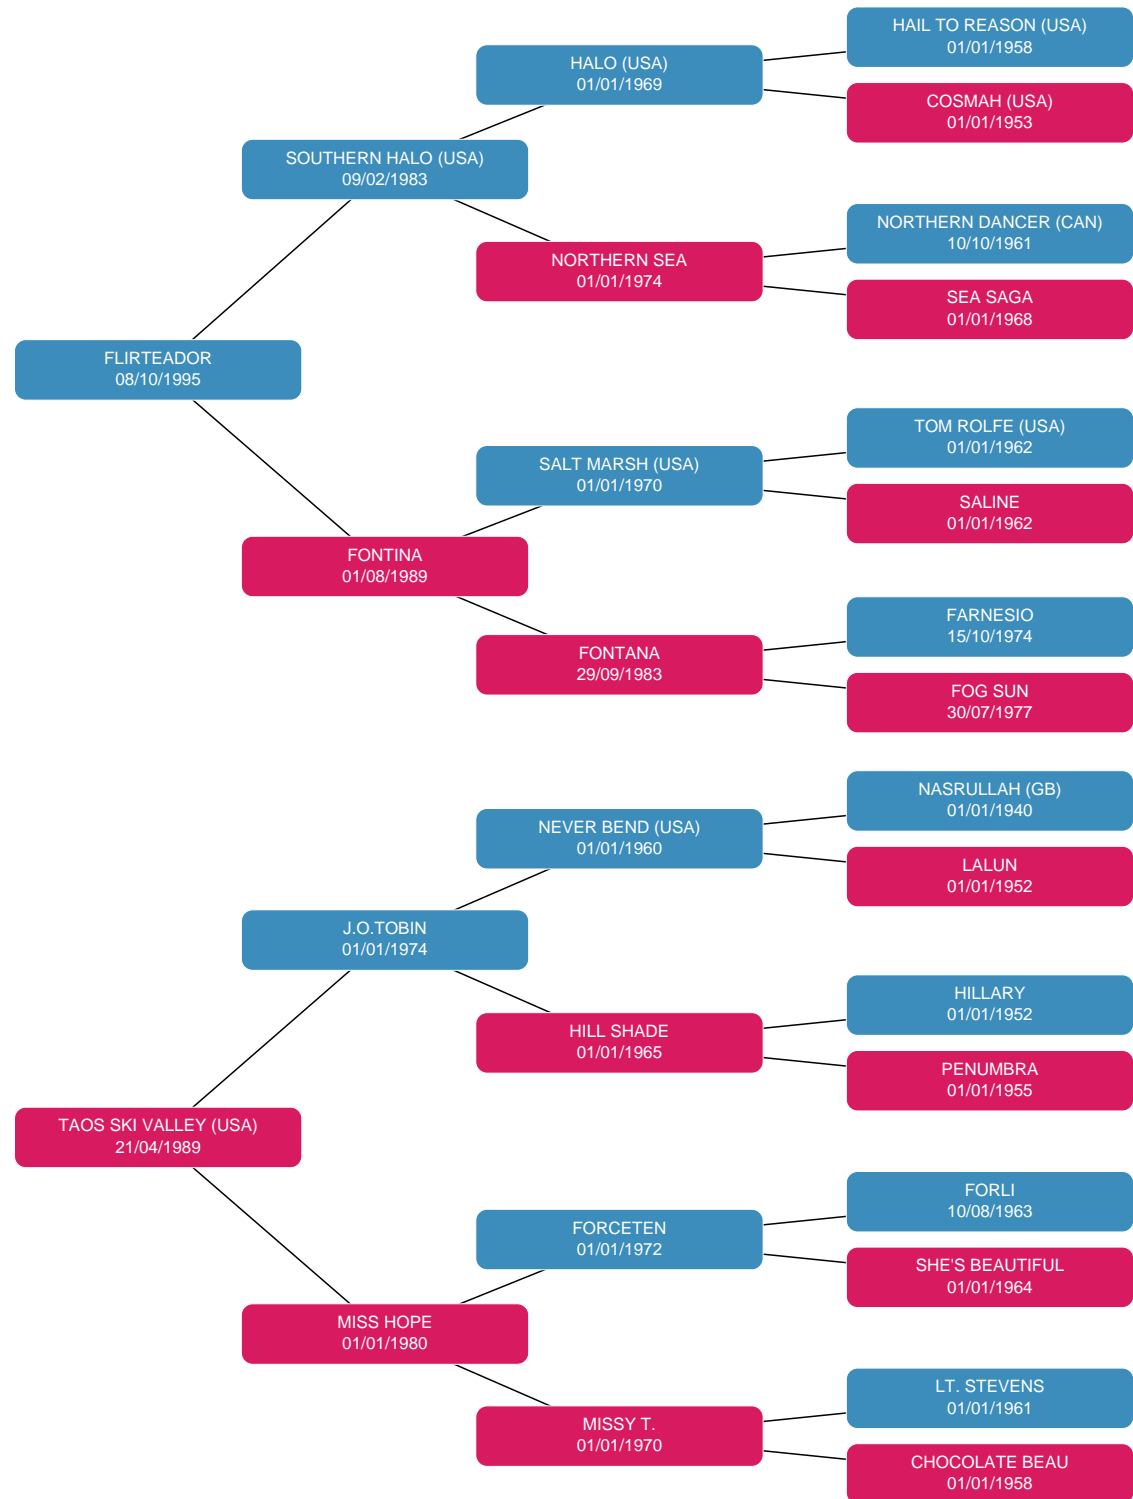 HAIL TO REASON (USA)
01/01/1958
HALO (USA)
01/01/1969
COSMAH (USA)
01/01/1953
SOUTHERN HALO (USA)
09/02/1983
NORTHERN DANCER (CAN)
10/10/1961
NORTHERN SEA
01/01/1974
SEA SAGA
01/01/1968
FLIRTEADOR
08/10/1995
TOM ROLFE (USA)
01/01/1962
SALT MARSH (USA)
01/01/1970
SALINE
01/01/1962
FONTINA
01/08/1989
FARNESIO
15/10/1974
FONTANA
29/09/1983
FOG SUN
30/07/1977
NASRULLAH (GB)
01/01/1940
NEVER BEND (USA)
01/01/1960
LALUN
01/01/1952
J.O.TOBIN
01/01/1974
HILLARY
01/01/1952
HILL SHADE
01/01/1965
PENUMBRA
01/01/1955
TAOS SKI VALLEY (USA)
21/04/1989
FORLI
10/08/1963
FORCETEN
01/01/1972
SHE'S BEAUTIFUL
01/01/1964
MISS HOPE
01/01/1980
LT. STEVENS
01/01/1961
MISSY T.
01/01/1970
CHOCOLATE BEAU
01/01/1958